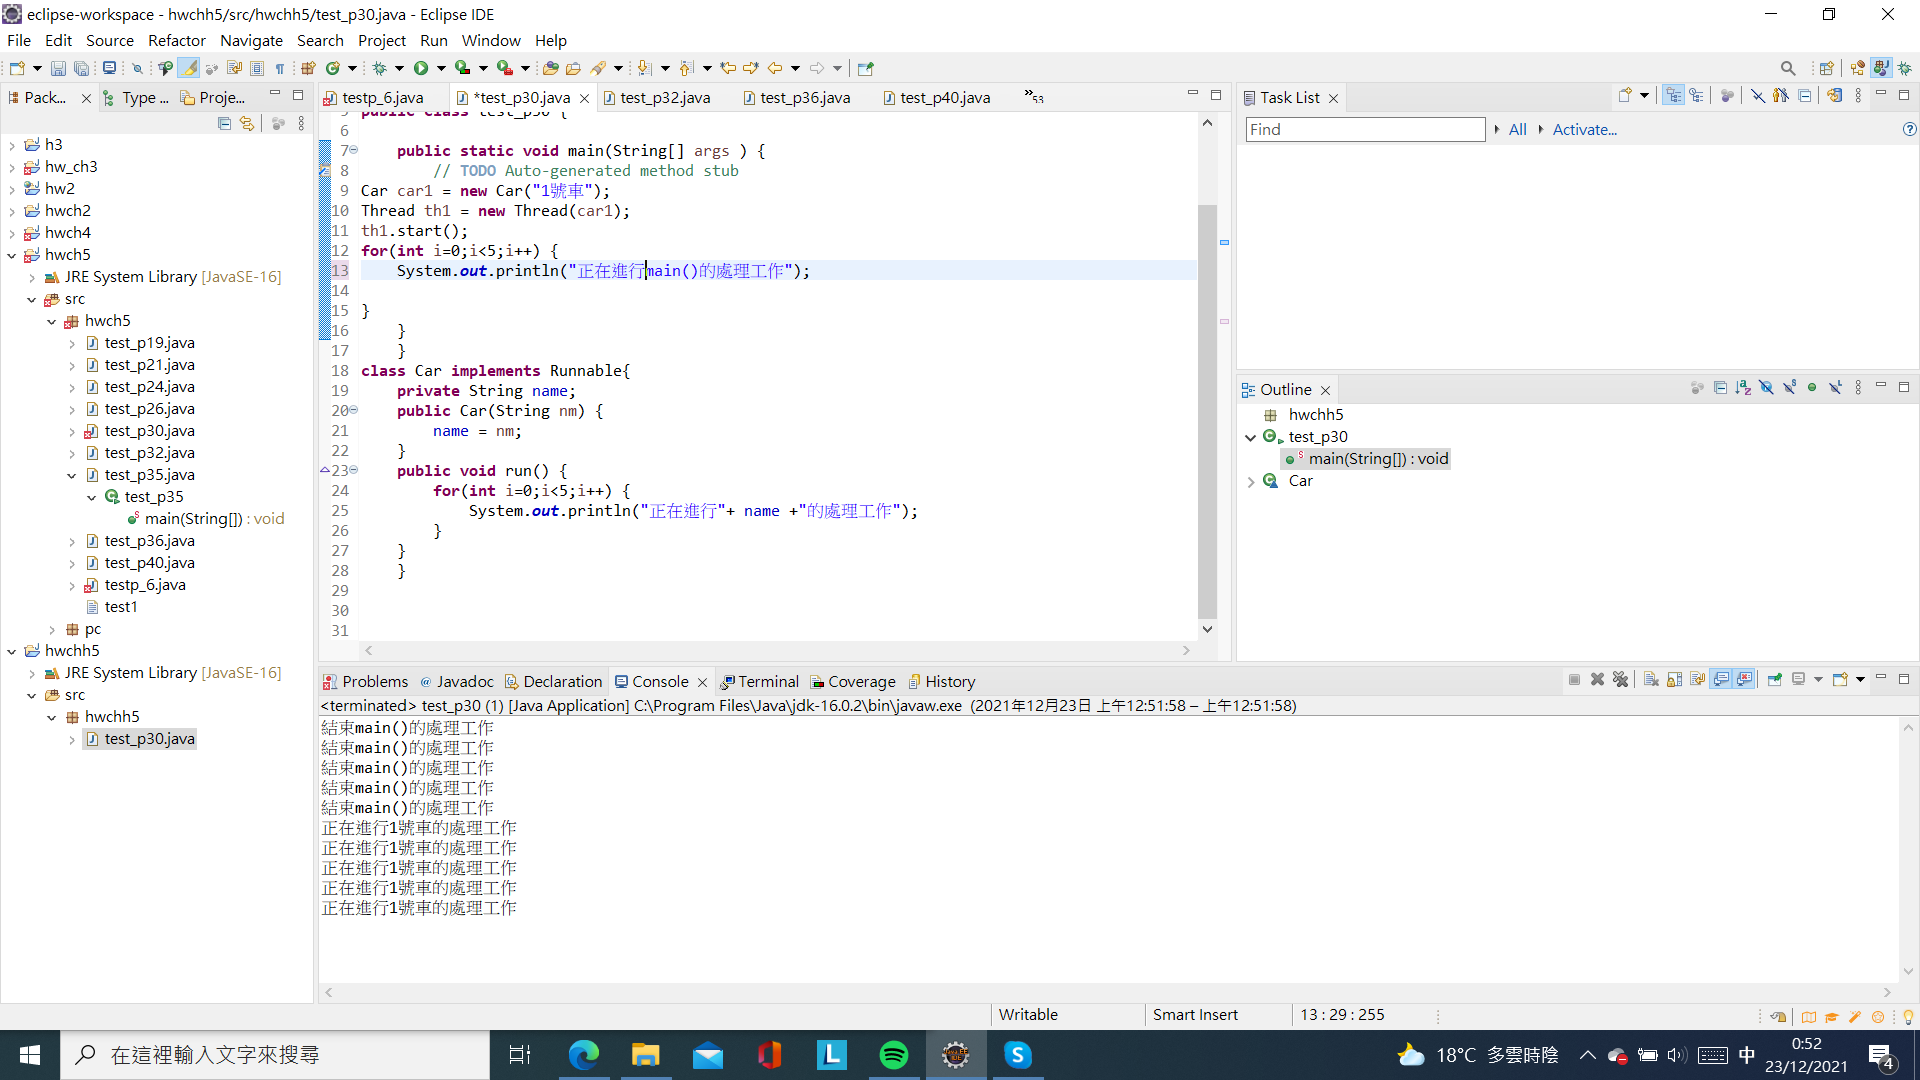 eclipse-workspace - hwchh5/src/hwchh5/test_p30.java - Eclipse IDE
File Edit Source Refactor Navigate Search Project Run Window Help
Pack... Type ... Proje...
h3
hw_ch3
hw2
hwch2
hwch4
hwch5
JRE System Library [JavaSE-16]
src
hwch5
test_p19.java
test_p21.java
test_p24.java
test_p26.java
test_p30.java
test_p32.java
test_p35.java
test_p35
main(String[]) : void
test_p36.java
test_p40.java
testp_6.java
test1
pc
hwchh5
JRE System Library [JavaSE-16]
src
hwchh5
test_p30.java
testp_6.java *test_p30.java test_p32.java test_p36.java test_p40.java »53
5 public class test_p30 {
6
7 public static void main(String[] args ) {
8 // TODO Auto-generated method stub
9 Car car1 = new Car("1號車");
10 Thread th1 = new Thread(car1);
11 th1.start();
12 for(int i=0;i<5;i++) {
13 System.out.println("正在進行main()的處理工作");
14
15 }
16 }
17 }
18 class Car implements Runnable{
19 private String name;
20 public Car(String nm) {
21 name = nm;
22 }
23 public void run() {
24 for(int i=0;i<5;i++) {
25 System.out.println("正在進行"+ name +"的處理工作");
26 }
27 }
28 }
29
30
31
Task List
Find All Activate...
Outline
hwchh5
test_p30
main(String[]) : void
Car
Problems @ Javadoc Declaration Console Terminal Coverage History
<terminated> test_p30 (1) [Java Application] C:\Program Files\Java\jdk-16.0.2\bin\javaw.exe (2021年12月23日 上午12:51:58 – 上午12:51:58)
結束main()的處理工作
結束main()的處理工作
結束main()的處理工作
結束main()的處理工作
結束main()的處理工作
正在進行1號車的處理工作
正在進行1號車的處理工作
正在進行1號車的處理工作
正在進行1號車的處理工作
正在進行1號車的處理工作
Writable Smart Insert 13 : 29 : 255
在這裡輸入文字來搜尋
18°C 多雲時陰
中
0:52
23/12/2021
4